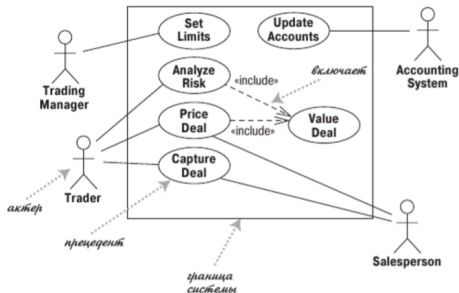 Set
Limits
Update
Accounts
Trading
Manager
Accounting
System
Analyze
Risk
«include»
включает
Price
Deal
«include»
Value
Deal
Trader
Capture
Deal
актер
прецедент
Salesperson
граница
системы